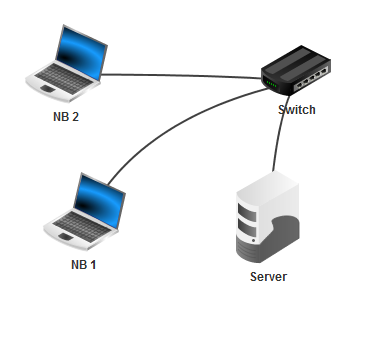 NB 2
Switch
NB 1
Server